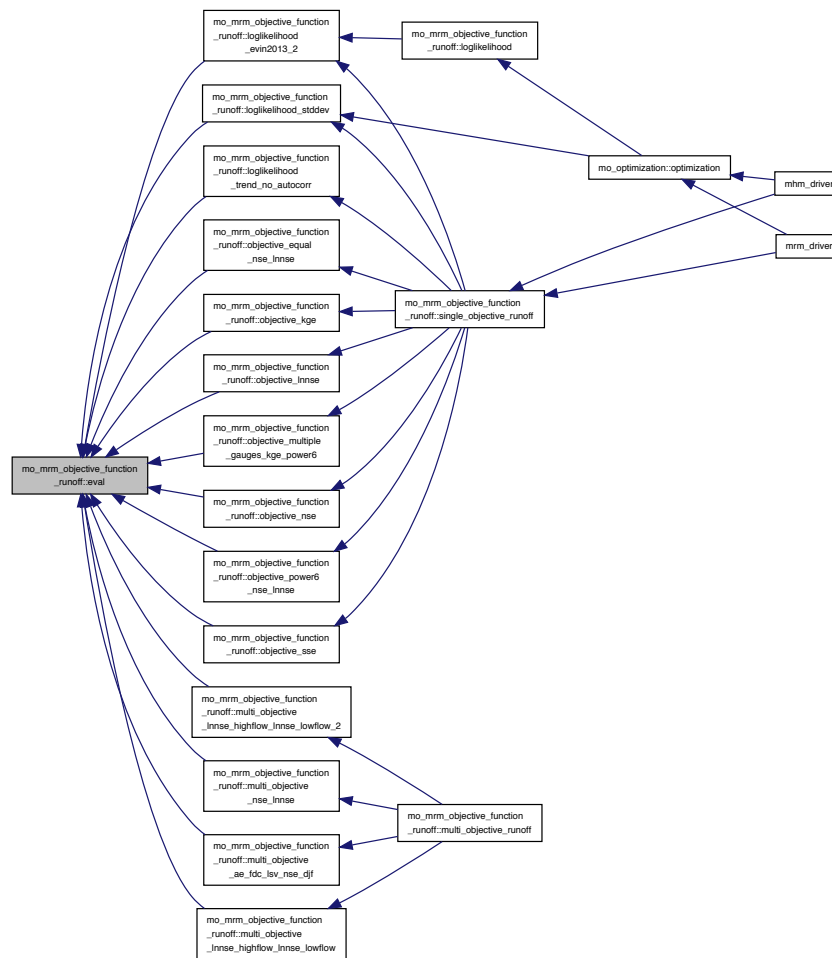 mo_mrm_objective_function
_runoff::loglikelihood
_evin2013_2
mo_mrm_objective_function
_runoff::loglikelihood
mo_mrm_objective_function
_runoff::loglikelihood_stddev
mo_mrm_objective_function
_runoff::loglikelihood
_trend_no_autocorr
mo_optimization::optimization
mhm_driver
mrm_driver
mo_mrm_objective_function
_runoff::objective_equal
_nse_lnnse
mo_mrm_objective_function
_runoff::objective_kge
mo_mrm_objective_function
_runoff::single_objective_runoff
mo_mrm_objective_function
_runoff::objective_lnnse
mo_mrm_objective_function
_runoff::objective_multiple
_gauges_kge_power6
mo_mrm_objective_function
_runoff::eval
mo_mrm_objective_function
_runoff::objective_nse
mo_mrm_objective_function
_runoff::objective_power6
_nse_lnnse
mo_mrm_objective_function
_runoff::objective_sse
mo_mrm_objective_function
_runoff::multi_objective
_lnnse_highflow_lnnse_lowflow_2
mo_mrm_objective_function
_runoff::multi_objective
_nse_lnnse
mo_mrm_objective_function
_runoff::multi_objective_runoff
mo_mrm_objective_function
_runoff::multi_objective
_ae_fdc_lsv_nse_djf
mo_mrm_objective_function
_runoff::multi_objective
_lnnse_highflow_lnnse_lowflow